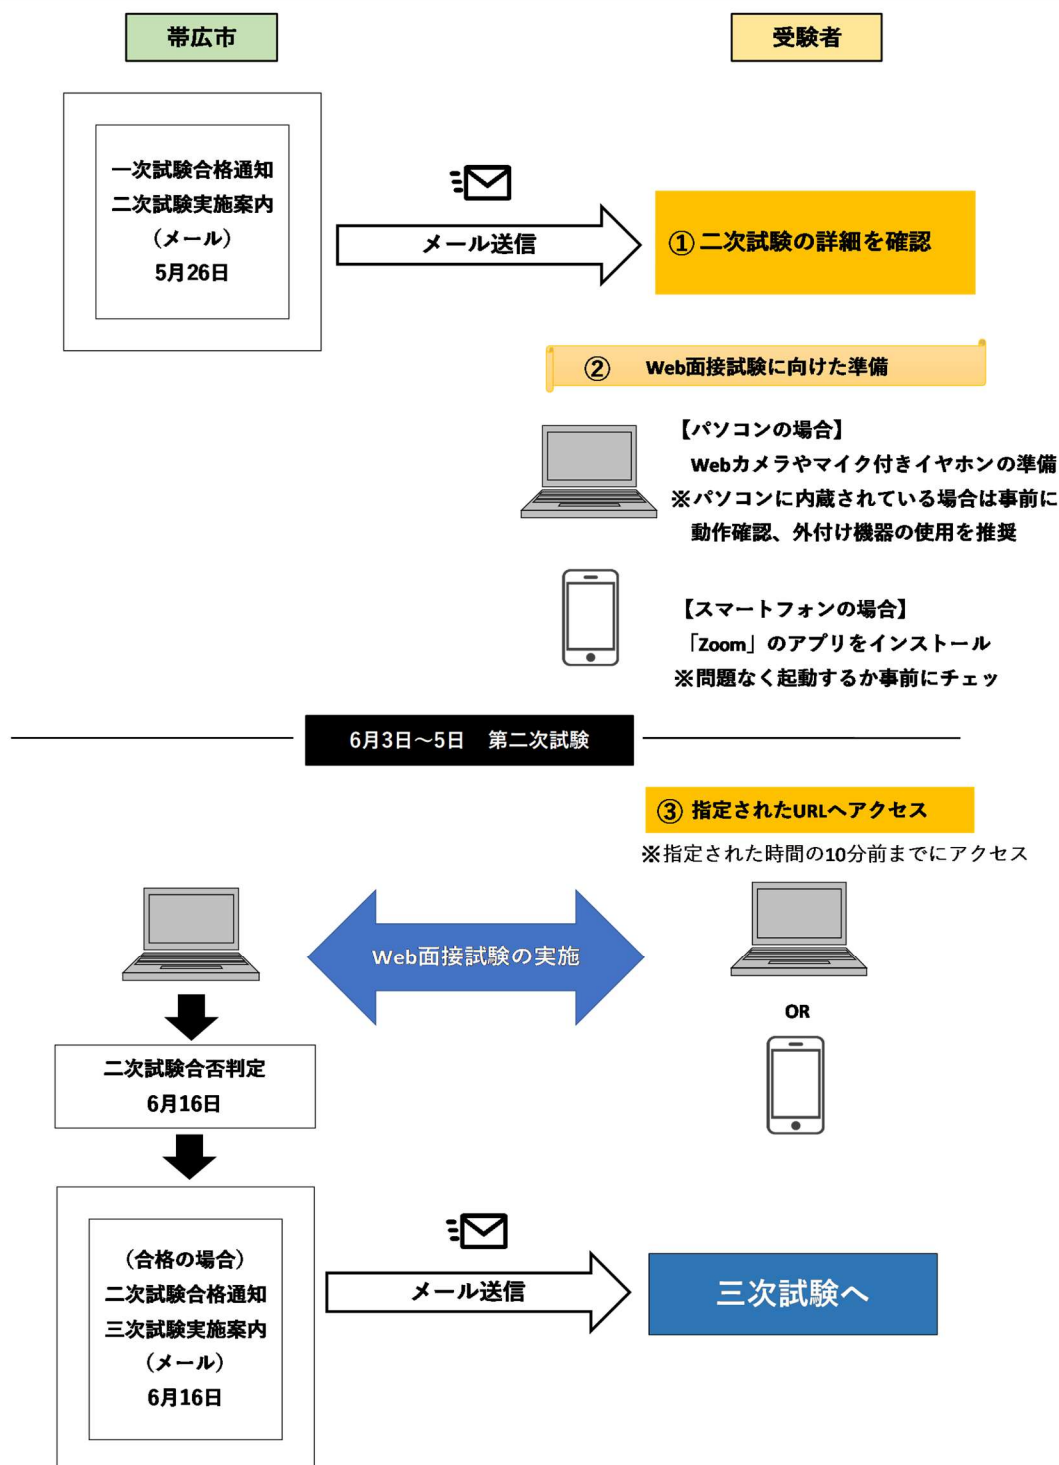 帯広市
受験者
一次試験合格通知
二次試験実施案内
（メール）
5月26日
メール送信
① 二次試験の詳細を確認
② Web面接試験に向けた準備
【パソコンの場合】
Webカメラやマイク付きイヤホンの準備
※パソコンに内蔵されている場合は事前に
動作確認、外付け機器の使用を推奨
【スマートフォンの場合】
「Zoom」のアプリをインストール
※問題なく起動するか事前にチェッ
6月3日～5日　第二次試験
③ 指定されたURLへアクセス
※指定された時間の10分前までにアクセス
Web面接試験の実施
OR
二次試験合否判定
6月16日
（合格の場合）
二次試験合格通知
三次試験実施案内
（メール）
6月16日
メール送信
三次試験へ